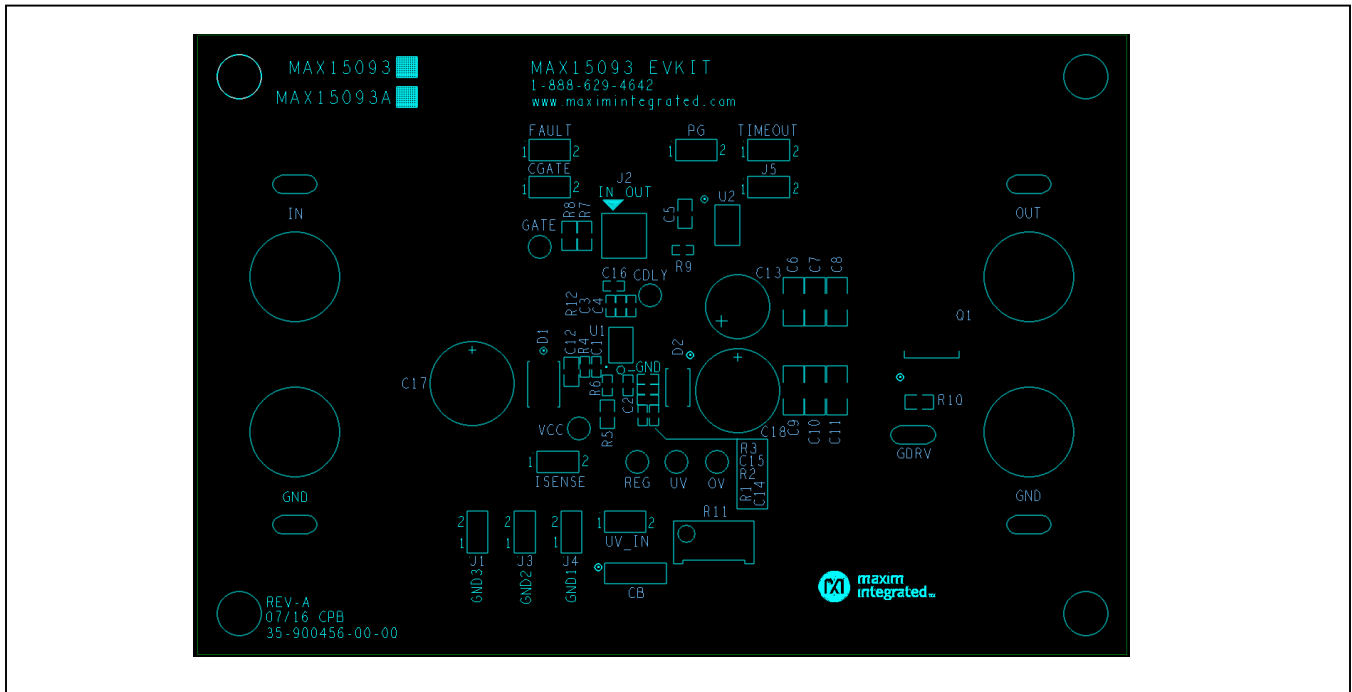 MAX15093
MAX15093A
MAX15093 EVKIT
1-888-629-4642
www.maximintegrated.com
FAULT
1 2
CGATE
1 2
PG
1 2
TIMEOUT
1 2
J5
1 2
J2
IN OUT
IN
OUT
GATE
R8
R7
C5
U2
R9
C16
CDLY
R12
C3
C4
C13
C6
C7
C8
Q1
U1
D1
C12
R4
C1
GND
D2
C17
R6
C2
R5
VCC
C18
C9
C10
C11
R10
GDRV
1 2
ISENSE
REG
UV
OV
R3
C15
R2
R1
C14
GND
GND
2
1
J1
GND3
2
1
J3
GND2
2
1
J4
GND1
1 2
UV_IN
R11
CB
maxim
integrated™
REV-A
07/16 CPB
35-900456-00-00